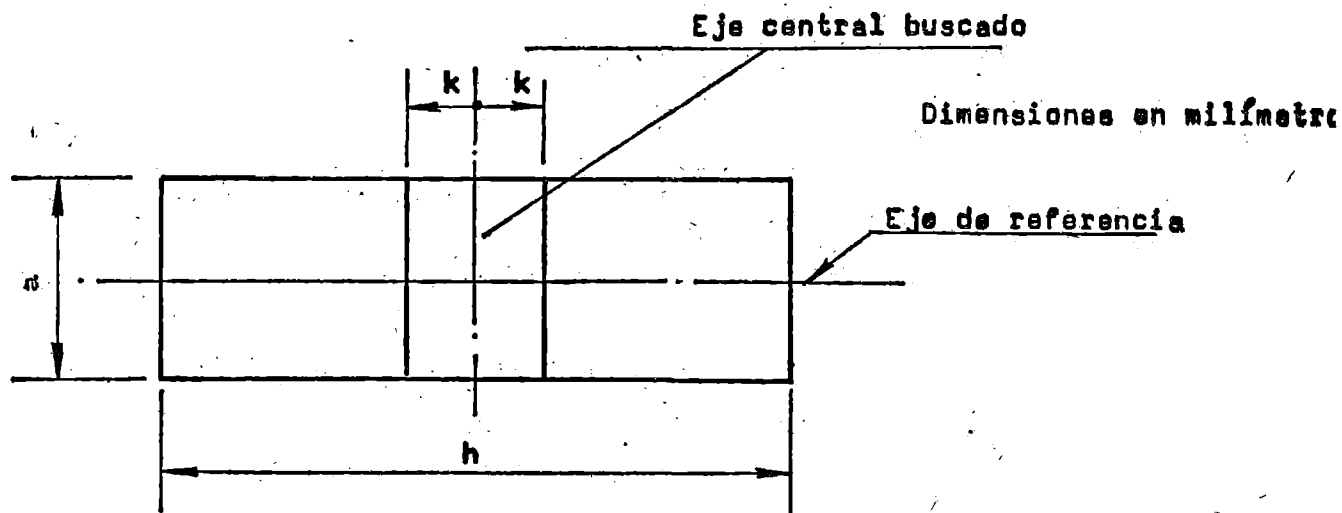 Eje central buscado
k k
Dimensiones en milímetro
Eje de referencia
h